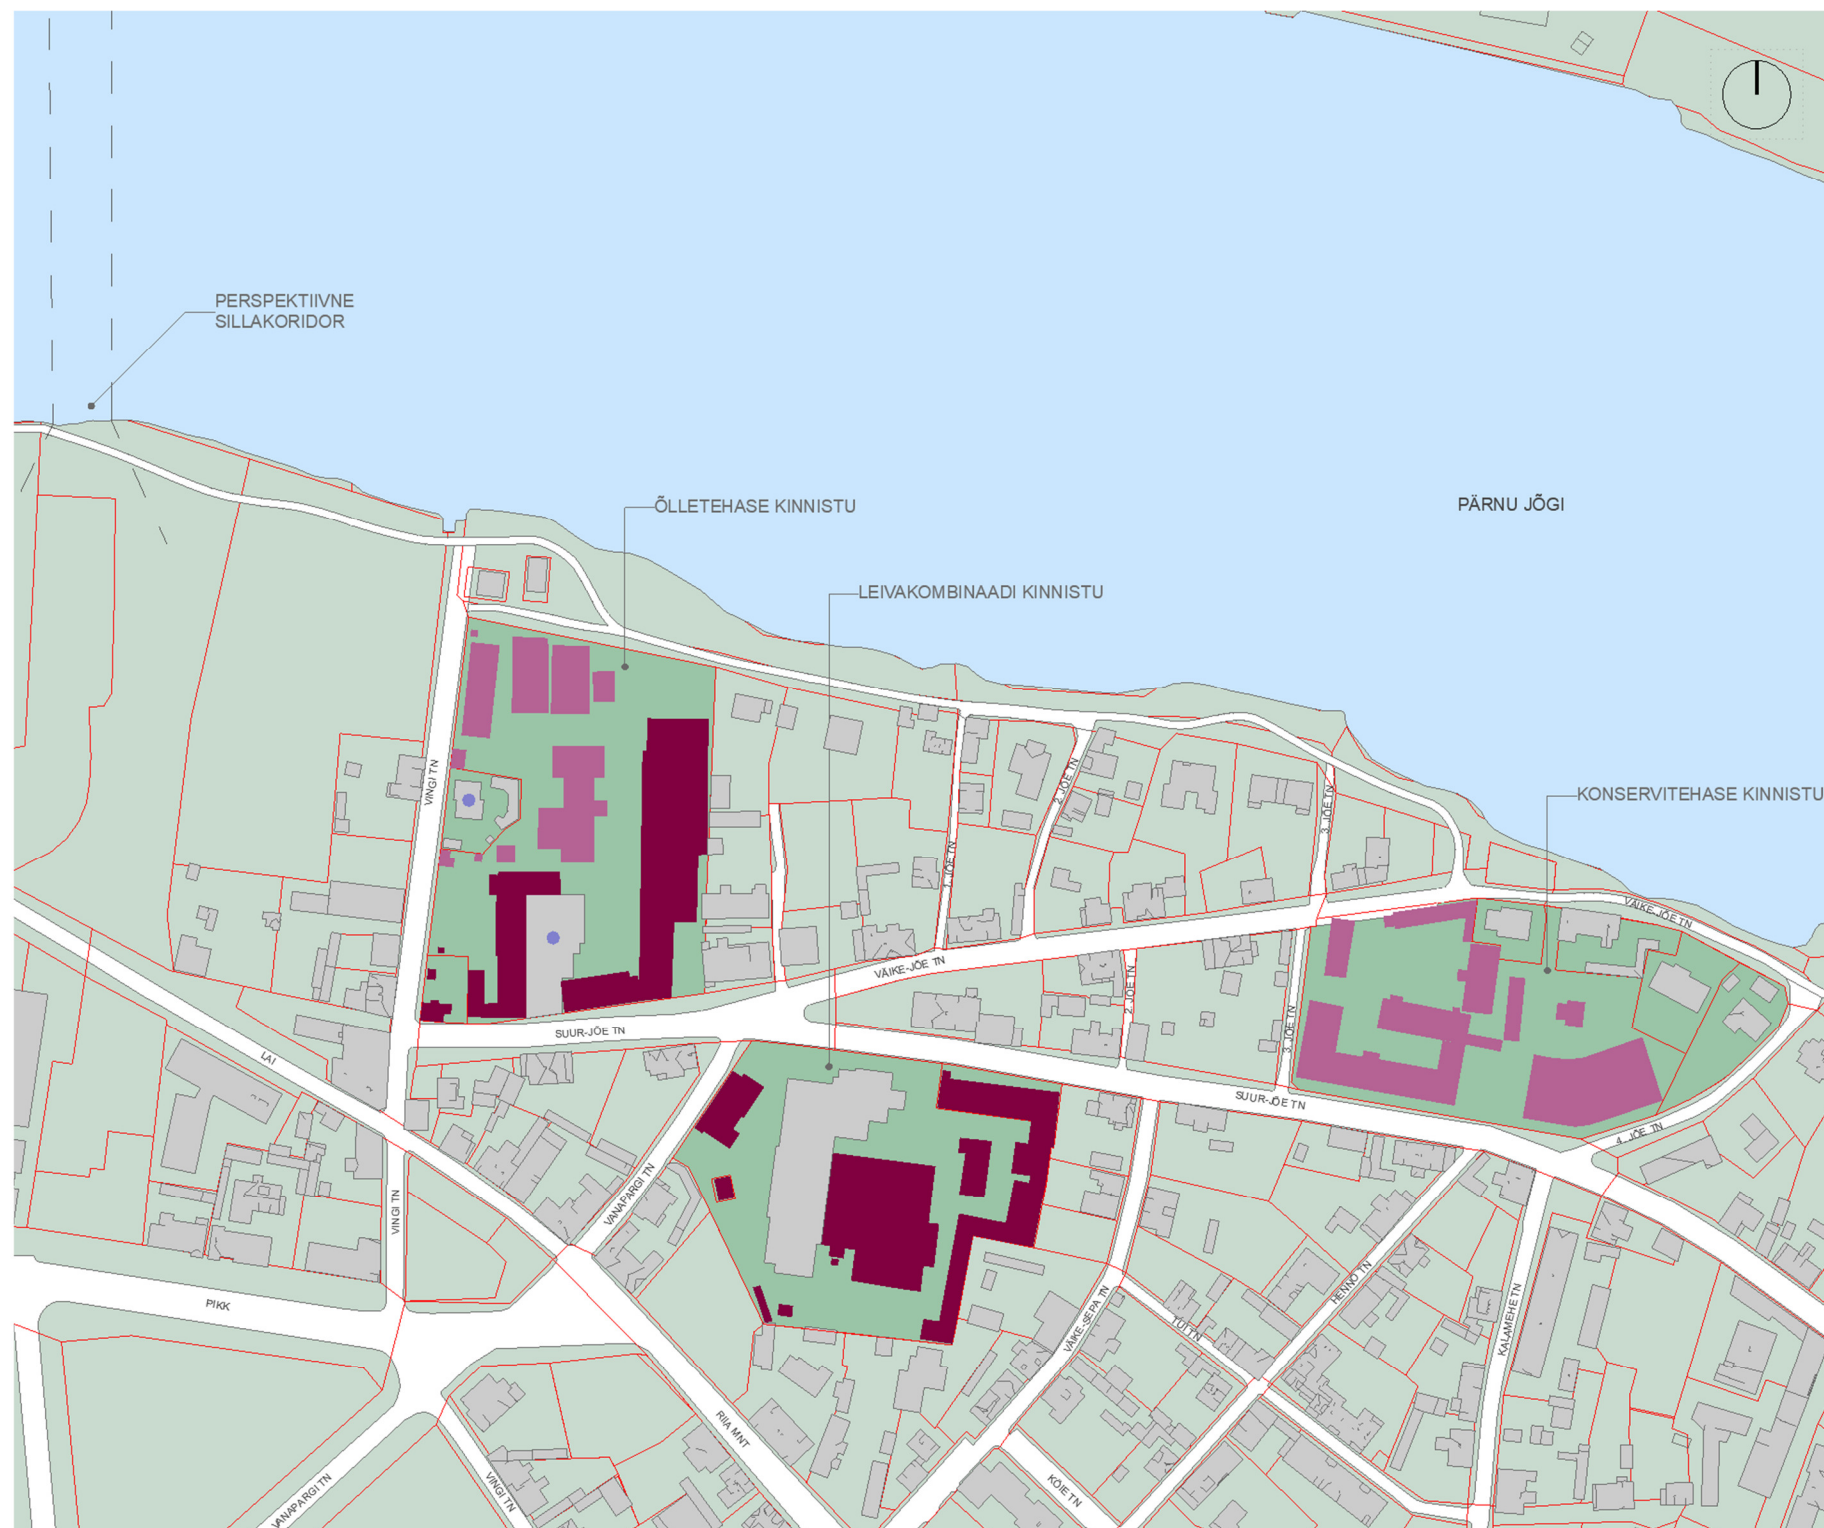 PERSPEKTIIVNE
SILLAKORIDOR
ÕLLETEHASE KINNISTU
PÄRNU JÕGI
LEIVAKOMBINAADI KINNISTU
KONSERVITEHASE KINNISTU
VINGI TN
2. JÕE TN
3. JÕE TN
1. JÕE TN
VÄIKE-JÕE TN
VÄIKE-JÕE TN
2. JÕE TN
3. JÕE TN
SUUR-JÕE TN
LAI
SUUR-JÕE TN
4. JÕE TN
VANAPARGI TN
VINGI TN
PIKK
VÄIKE-SEPA TN
TUI TN
HENNO TN
KALAMEHE TN
RIIA MNT
VANAPARGI TN
VINGI TN
KÕIE TN